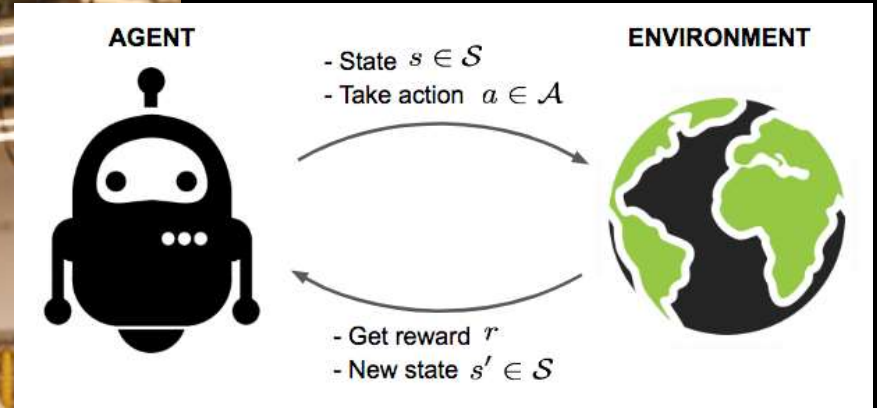 AGENT
ENVIRONMENT
- State s ∈ 𝒮
- Take action a ∈ 𝒜
- Get reward r
- New state s′ ∈ 𝒮